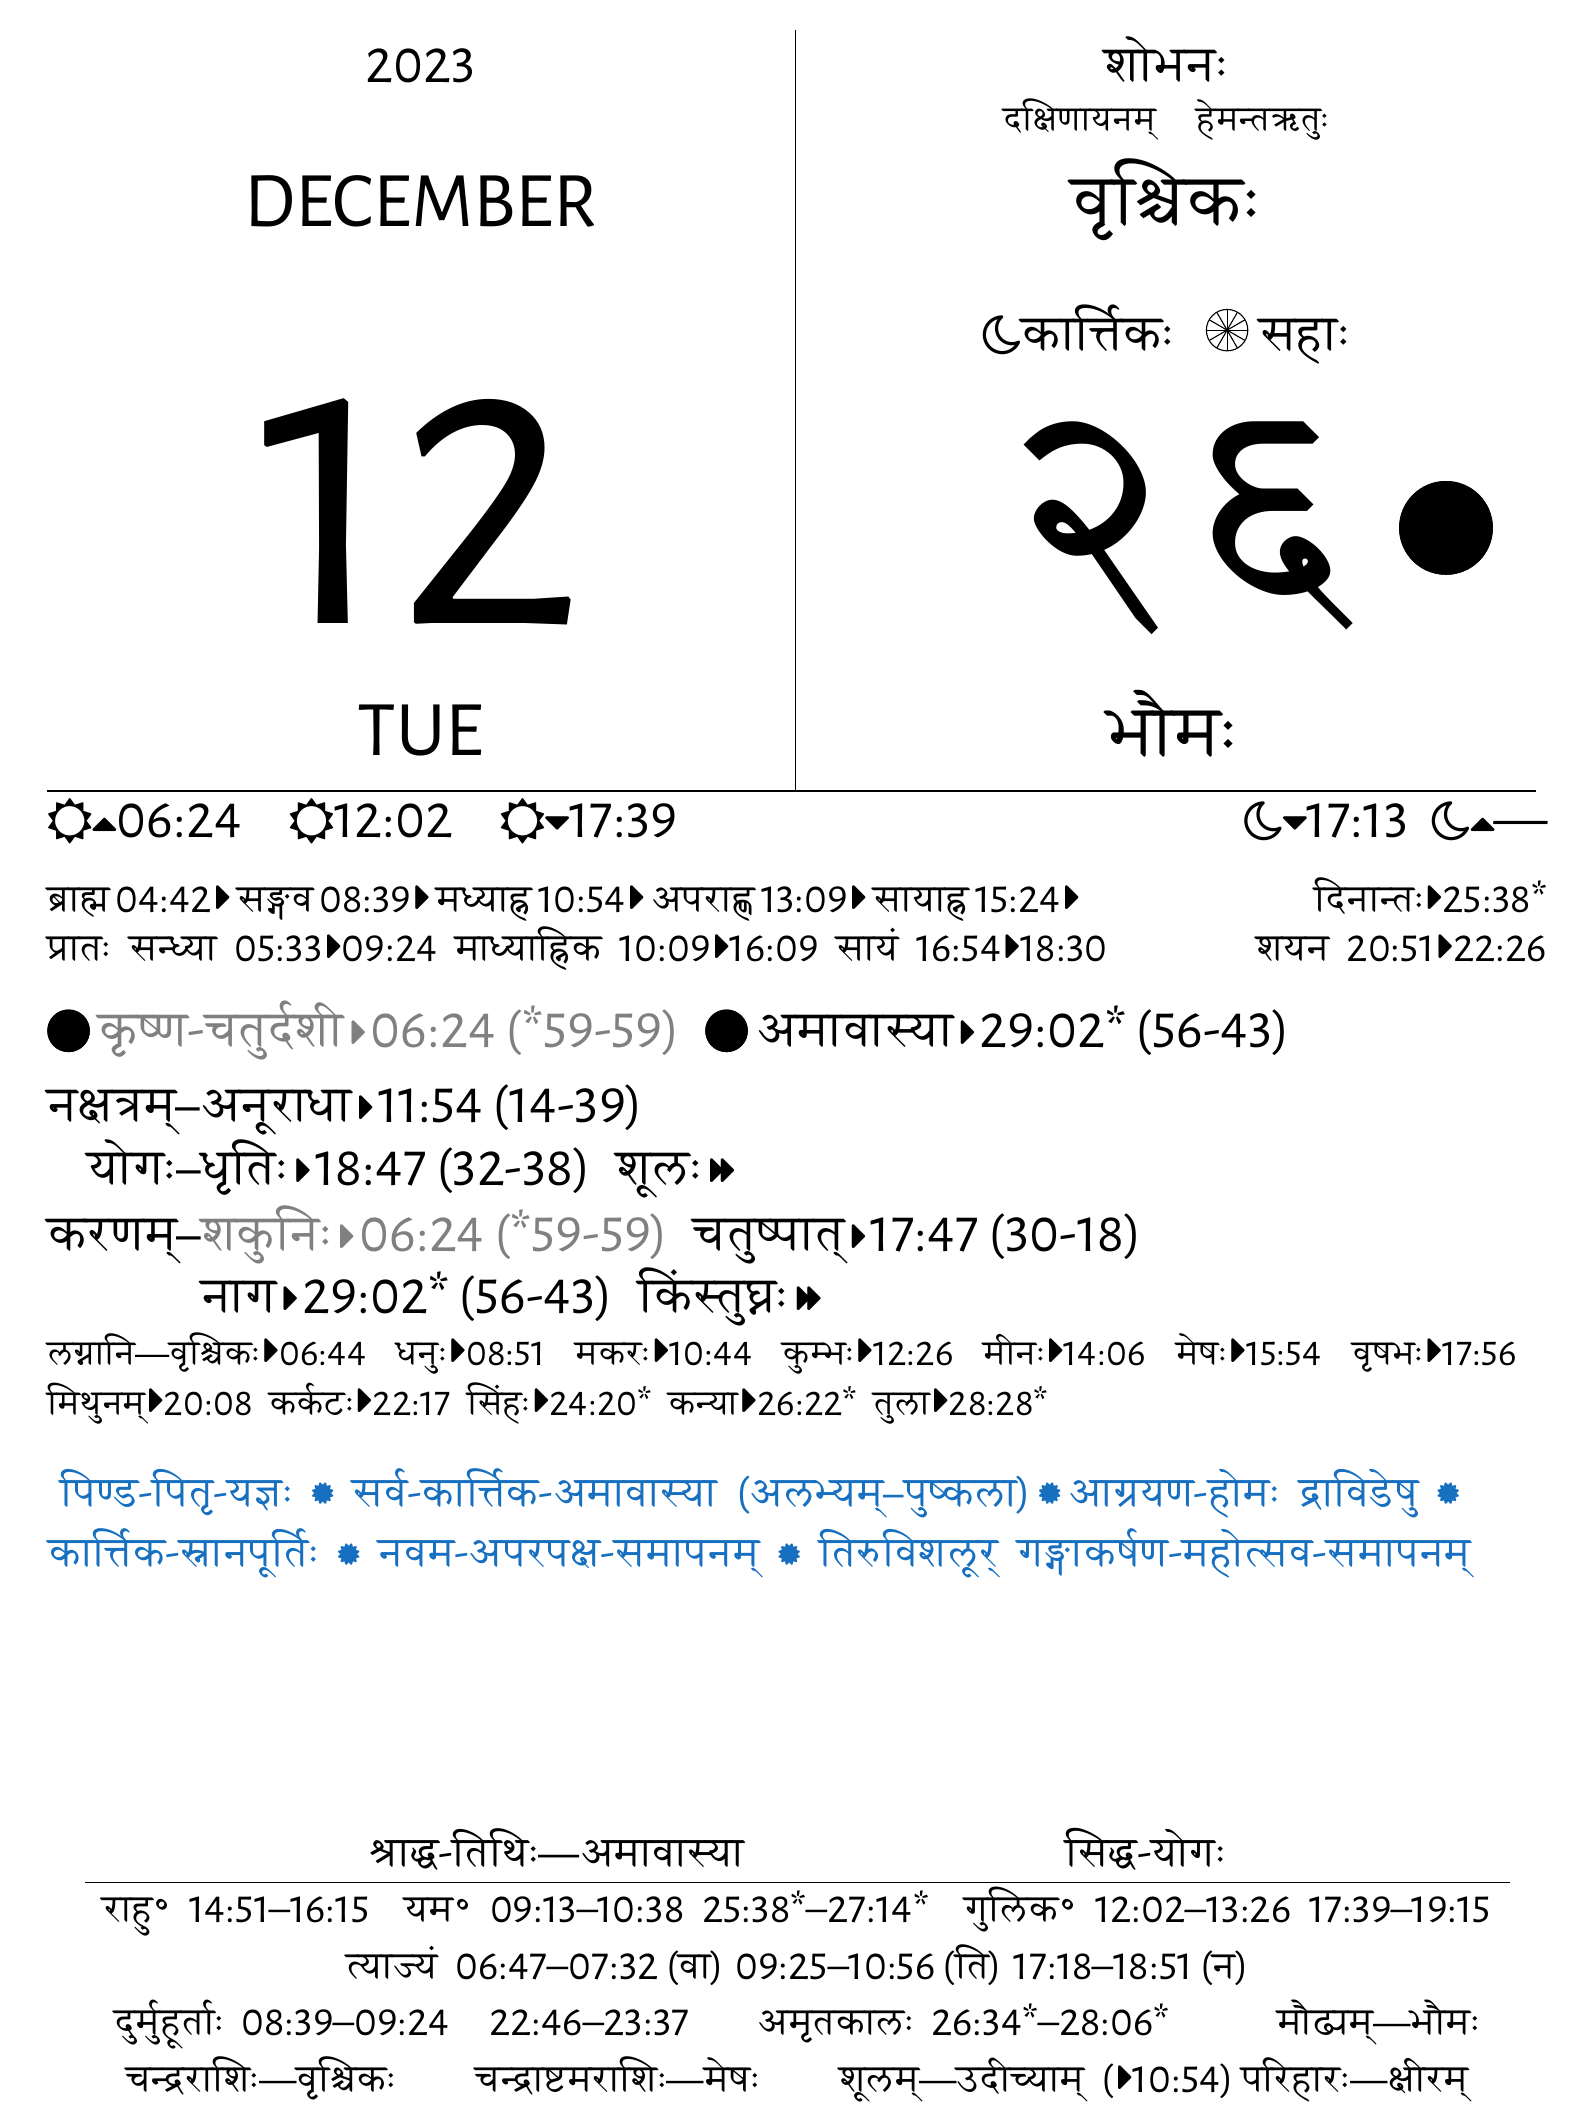 2023
DECEMBER
12
TUE
शोभनः
दक्षिणायनम् हेमन्तऋतुः
वृश्चिकः
कार्त्तिकः सहाः
२६
भौमः
06:24 12:02 17:39 17:13 —
ब्राह्म 04:42 सङ्गव 08:39 मध्याह्न 10:54 अपराह्ण 13:09 सायाह्न 15:24 दिनान्तः 25:38*
प्रातः सन्ध्या 05:33 09:24 माध्याह्निक 10:09 16:09 सायं 16:54 18:30 शयन 20:51 22:26
कृष्ण-चतुर्दशी 06:24 (*59-59) अमावास्या 29:02* (56-43)
नक्षत्रम्–अनूराधा 11:54 (14-39)
योगः–धृतिः 18:47 (32-38) शूलः
करणम्–शकुनिः 06:24 (*59-59) चतुष्पात् 17:47 (30-18)
नाग 29:02* (56-43) किंस्तुघ्नः
लग्नानि—वृश्चिकः 06:44 धनुः 08:51 मकरः 10:44 कुम्भः 12:26 मीनः 14:06 मेषः 15:54 वृषभः 17:56
मिथुनम् 20:08 कर्कटः 22:17 सिंहः 24:20* कन्या 26:22* तुला 28:28*
पिण्ड-पितृ-यज्ञः सर्व-कार्त्तिक-अमावास्या (अलभ्यम्–पुष्कला) आग्रयण-होमः द्राविडेषु
कार्त्तिक-स्नानपूर्तिः नवम-अपरपक्ष-समापनम् तिरुविशलूर् गङ्गाकर्षण-महोत्सव-समापनम्
श्राद्ध-तिथिः—अमावास्या सिद्ध-योगः
राहु॰ 14:51–16:15 यम॰ 09:13–10:38 25:38*–27:14* गुलिक॰ 12:02–13:26 17:39–19:15
त्याज्यं 06:47–07:32 (वा) 09:25–10:56 (ति) 17:18–18:51 (न)
दुर्मुहूर्ताः 08:39–09:24 22:46–23:37 अमृतकालः 26:34*–28:06* मौढ्यम्—भौमः
चन्द्रराशिः—वृश्चिकः चन्द्राष्टमराशिः—मेषः शूलम्—उदीच्याम् (10:54) परिहारः—क्षीरम्